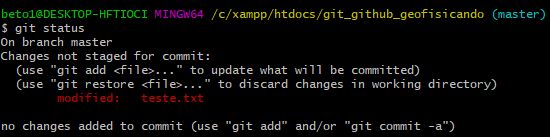 beto1@DESKTOP-HFTIOCI MINGW64 /c/xampp/htdocs/git_github_geofisicando (master)
$ git status
On branch master
Changes not staged for commit:
  (use "git add <file>..." to update what will be committed)
  (use "git restore <file>..." to discard changes in working directory)
        modified:   teste.txt

no changes added to commit (use "git add" and/or "git commit -a")